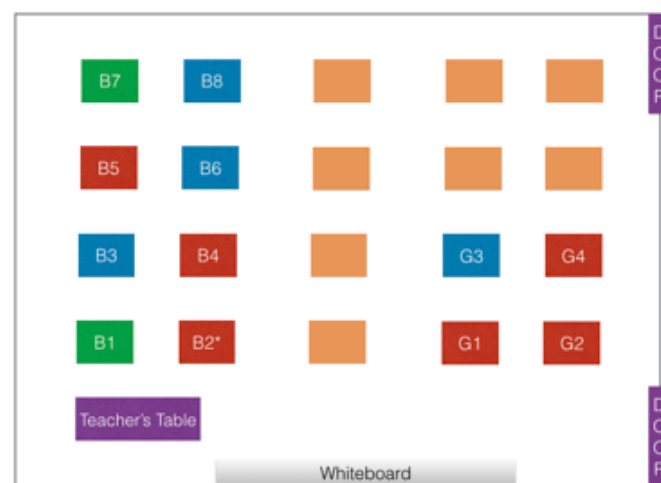 B7 B8
B5 B6
B3 B4 G3 G4
B1 B2* G1 G2
Teacher's Table
Whiteboard